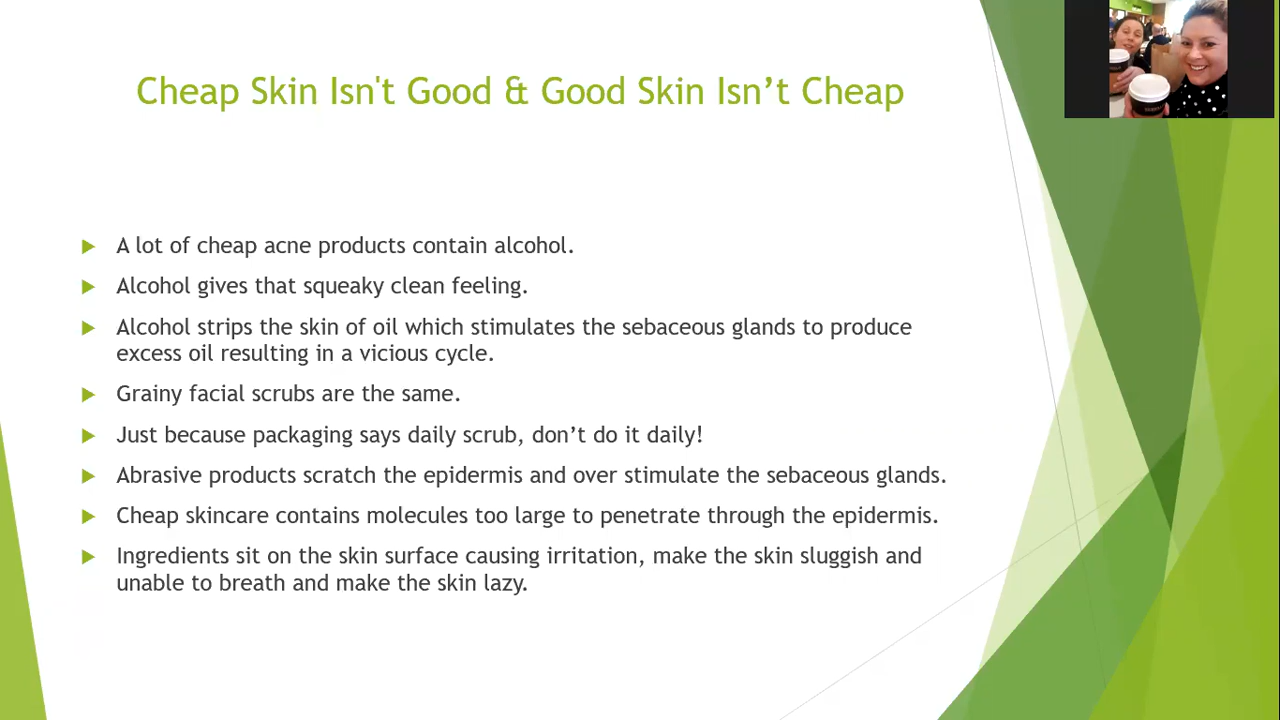 Cheap Skin Isn't Good & Good Skin Isn’t Cheap
A lot of cheap acne products contain alcohol.
Alcohol gives that squeaky clean feeling.
Alcohol strips the skin of oil which stimulates the sebaceous glands to produce
excess oil resulting in a vicious cycle.
Grainy facial scrubs are the same.
Just because packaging says daily scrub, don’t do it daily!
Abrasive products scratch the epidermis and over stimulate the sebaceous glands.
Cheap skincare contains molecules too large to penetrate through the epidermis.
Ingredients sit on the skin surface causing irritation, make the skin sluggish and
unable to breath and make the skin lazy.